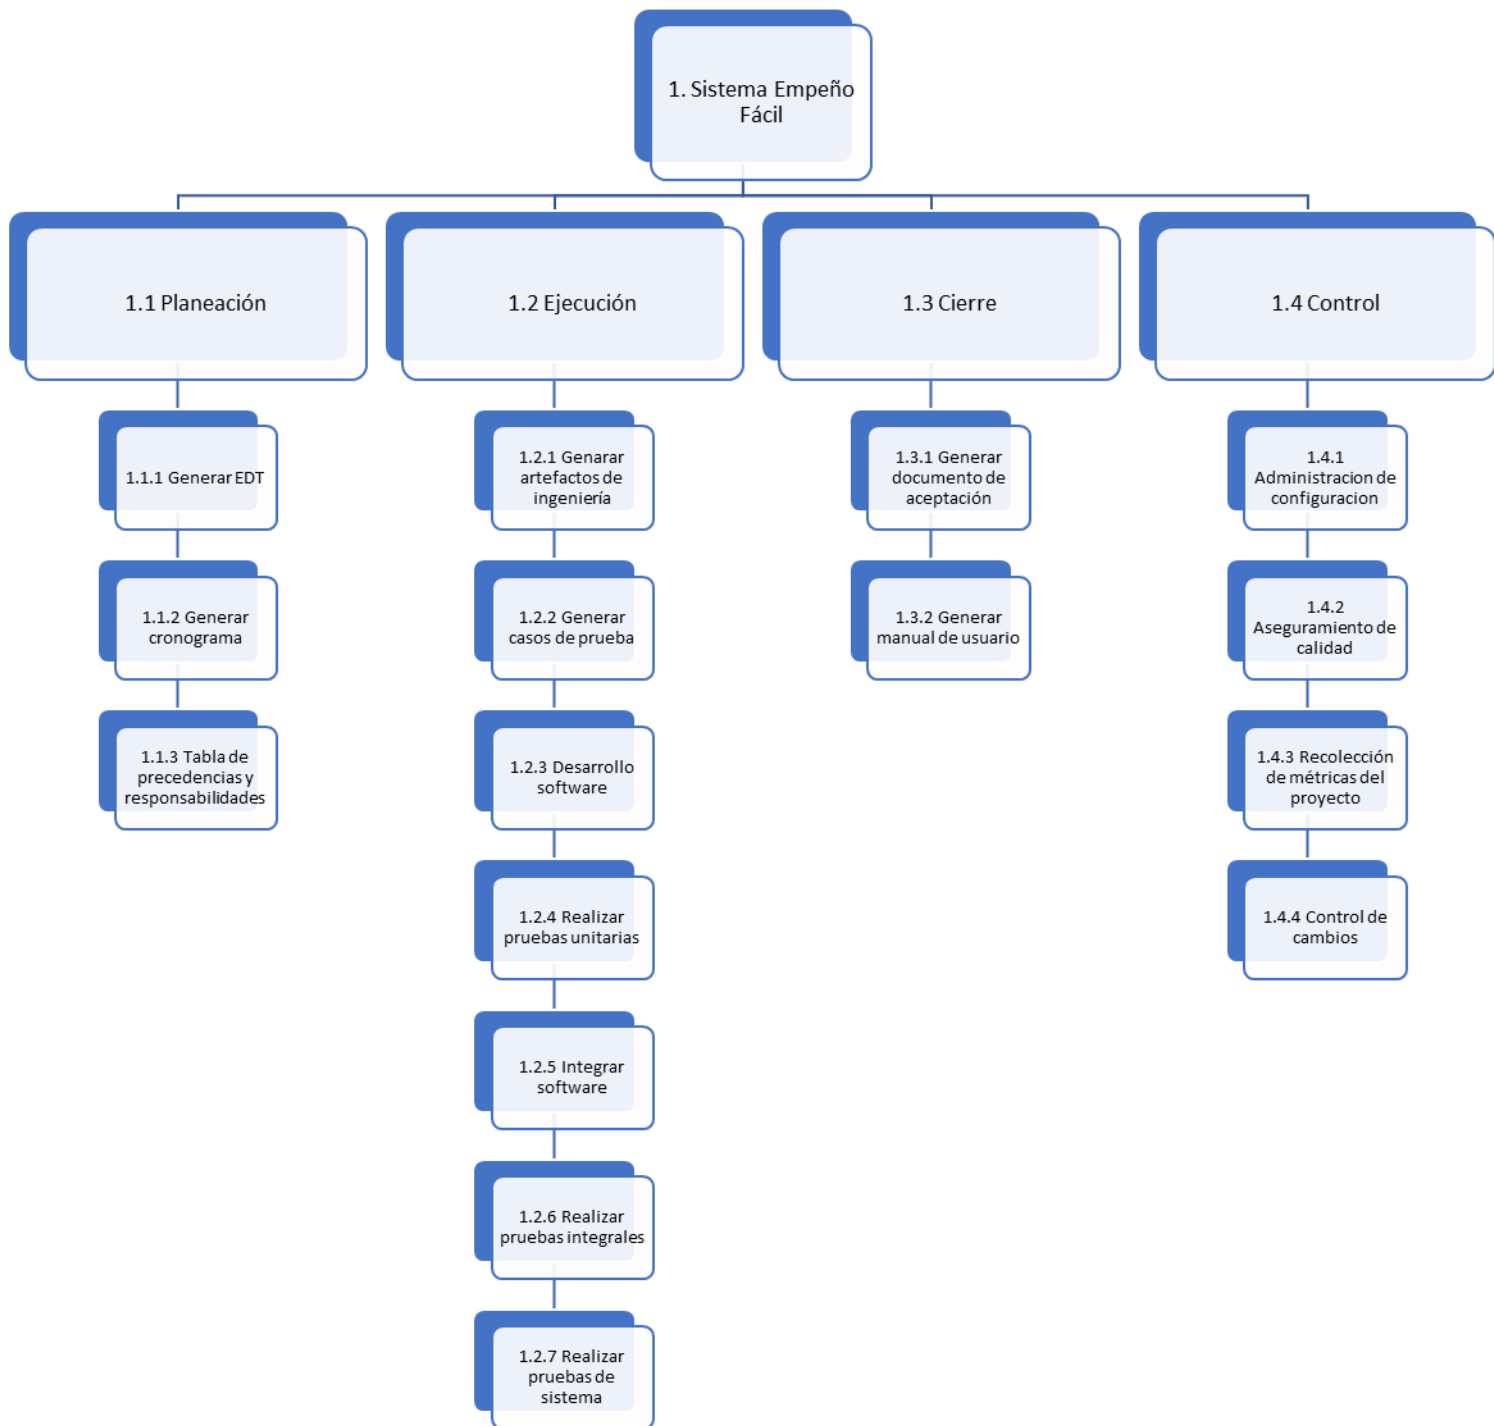 1. Sistema Empeño
Fácil
1.1 Planeación
1.2 Ejecución
1.3 Cierre
1.4 Control
1.1.1 Generar EDT
1.1.2 Generar
cronograma
1.1.3 Tabla de
precedencias y
responsabilidades
1.2.1 Genarar
artefactos de
ingeniería
1.2.2 Generar
casos de prueba
1.2.3 Desarrollo
software
1.2.4 Realizar
pruebas unitarias
1.2.5 Integrar
software
1.2.6 Realizar
pruebas integrales
1.2.7 Realizar
pruebas de
sistema
1.3.1 Generar
documento de
aceptación
1.3.2 Generar
manual de usuario
1.4.1
Administracion de
configuracion
1.4.2
Aseguramiento de
calidad
1.4.3 Recolección
de métricas del
proyecto
1.4.4 Control de
cambios